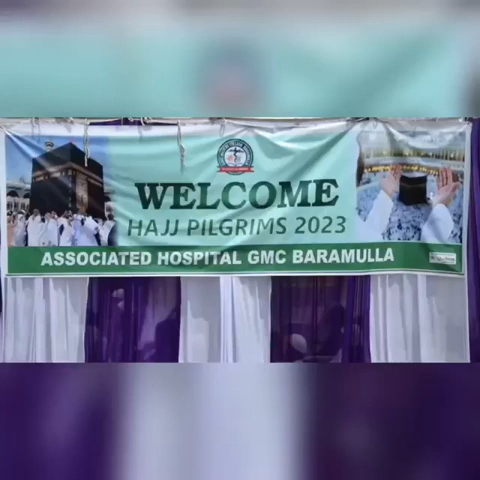 WELCOME
HAJJ PILGRIMS 2023
ASSOCIATED HOSPITAL GMC BARAMULLA